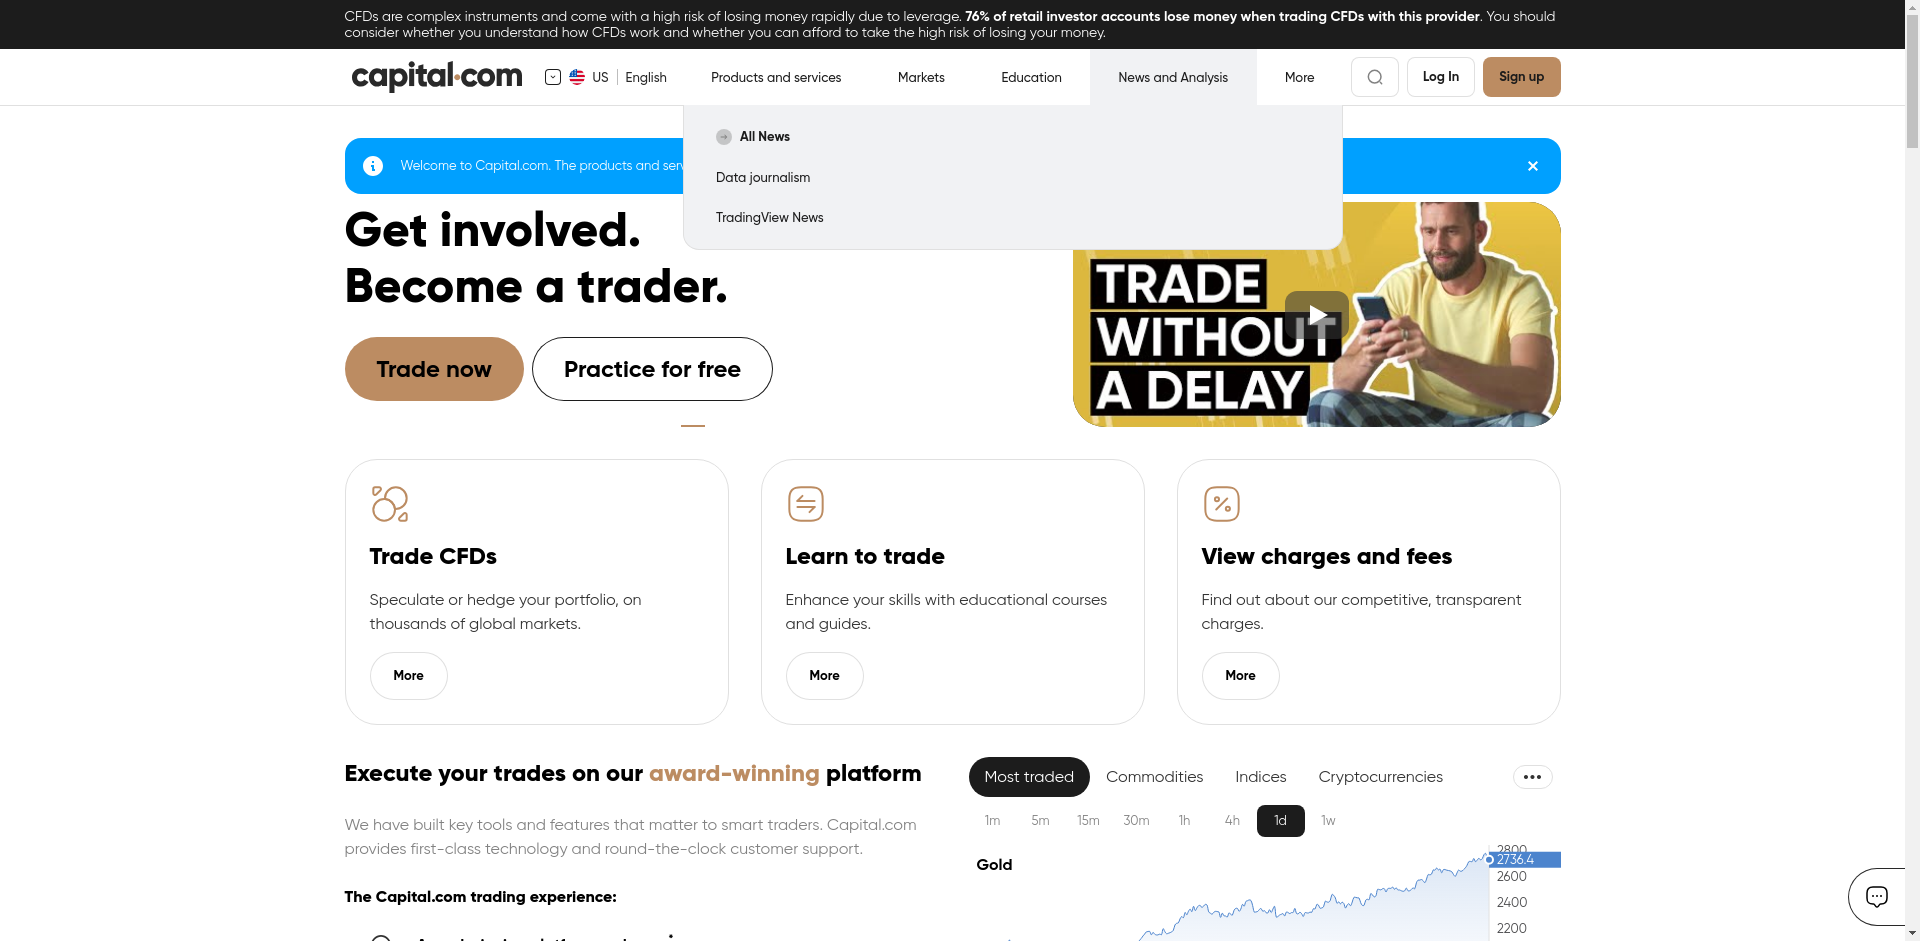 CFDs are complex instruments and come with a high risk of losing money rapidly due to leverage. 76% of retail investor accounts lose money when trading CFDs with this provider. You should
consider whether you understand how CFDs work and whether you can afford to take the high risk of losing your money.
capital.com
US English
Products and services
Markets
Education
News and Analysis
More
Log In
Sign up
All News
Data journalism
TradingView News
Welcome to Capital.com. The products and
Get involved.
Become a trader.
Trade now
Practice for free
TRADE
WITHOUT
A DELAY
Trade CFDs
Speculate or hedge your portfolio, on
thousands of global markets.
More
Learn to trade
Enhance your skills with educational courses
and guides.
More
View charges and fees
Find out about our competitive, transparent
charges.
More
Execute your trades on our award-winning platform
We have built key tools and features that matter to smart traders. Capital.com
provides first-class technology and round-the-clock customer support.
The Capital.com trading experience:
Most traded
Commodities
Indices
Cryptocurrencies
1m
5m
15m
30m
1h
4h
1d
1w
Gold
2800
2736.4
2600
2400
2200